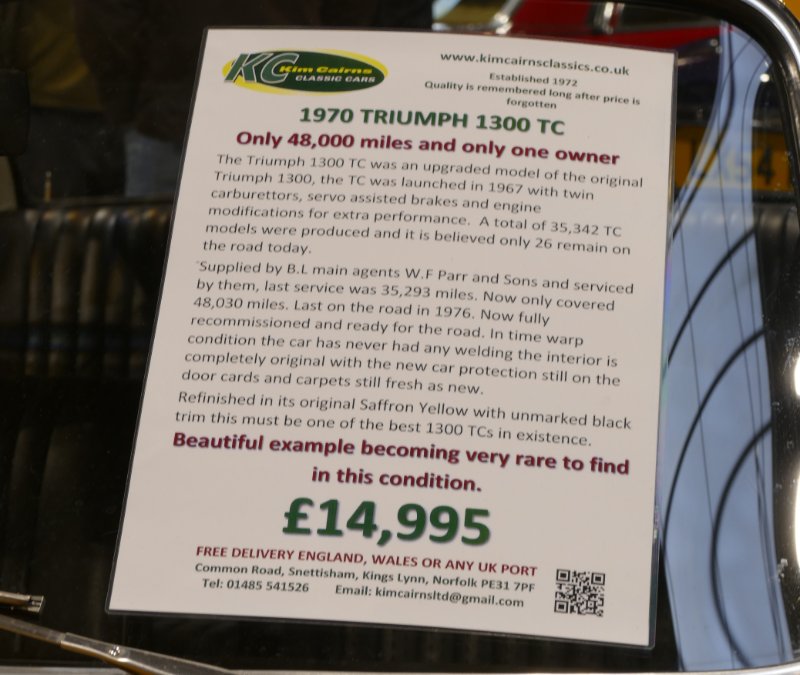 KC Kim Cairns
CLASSIC CARS
www.kimcairnsclassics.co.uk
Established 1972
Quality is remembered long after price is
forgotten
1970 TRIUMPH 1300 TC
Only 48,000 miles and only one owner
The Triumph 1300 TC was an upgraded model of the original
Triumph 1300, the TC was launched in 1967 with twin
carburettors, servo assisted brakes and engine
modifications for extra performance. A total of 35,342 TC
models were produced and it is believed only 26 remain on
the road today.
Supplied by B.L main agents W.F Parr and Sons and serviced
by them, last service was 35,293 miles. Now only covered
48,030 miles. Last on the road in 1976. Now fully
recommissioned and ready for the road. In time warp
condition the car has never had any welding the interior is
completely original with the new car protection still on the
door cards and carpets still fresh as new.
Refinished in its original Saffron Yellow with unmarked black
trim this must be one of the best 1300 TCs in existence.
Beautiful example becoming very rare to find
in this condition.
£14,995
FREE DELIVERY ENGLAND, WALES OR ANY UK PORT
Common Road, Snettisham, Kings Lynn, Norfolk PE31 7PF
Tel: 01485 541526 Email: kimcairnsltd@gmail.com